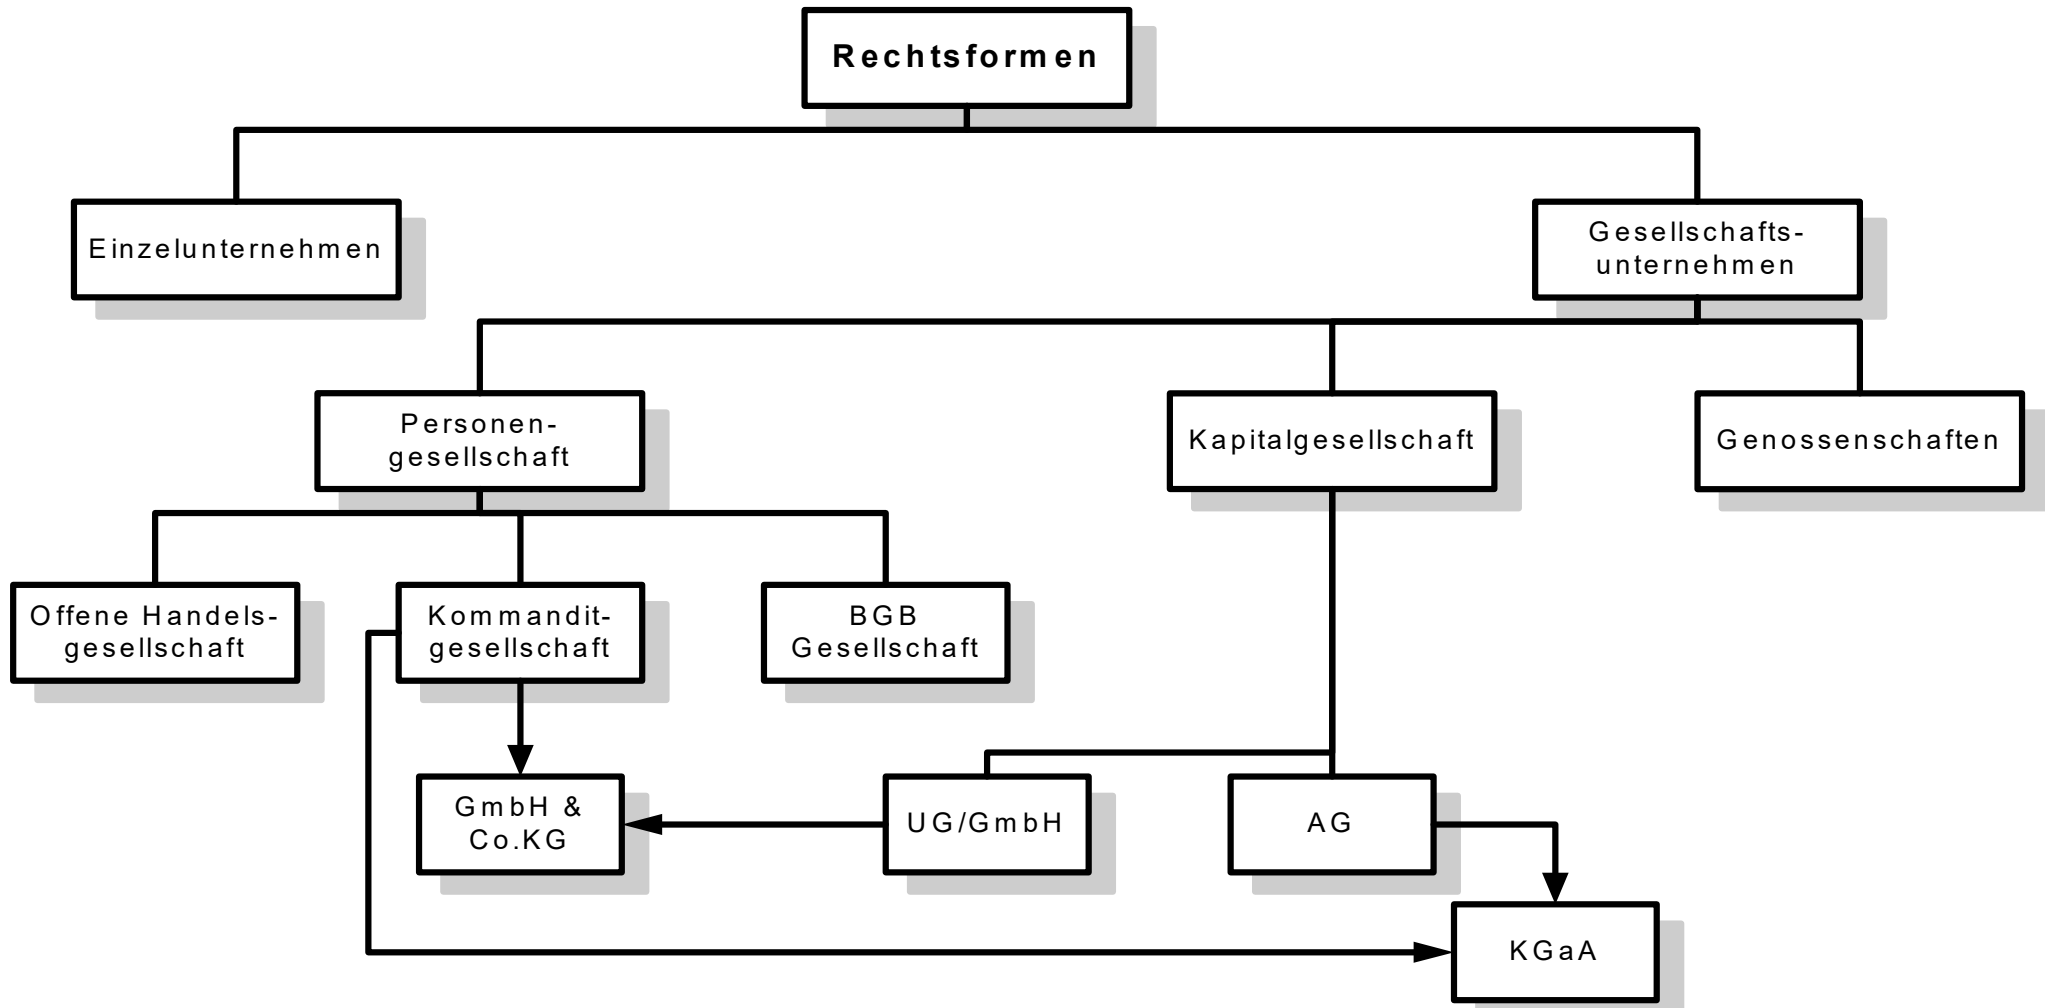 Rechtsformen
Einzelunternehmen
Gesellschafts-
unternehmen
Personen-
gesellschaft
Kapitalgesellschaft
Genossenschaften
Offene Handels-
gesellschaft
Kommandit-
gesellschaft
BGB
Gesellschaft
GmbH &
Co.KG
UG/GmbH
AG
KGaA